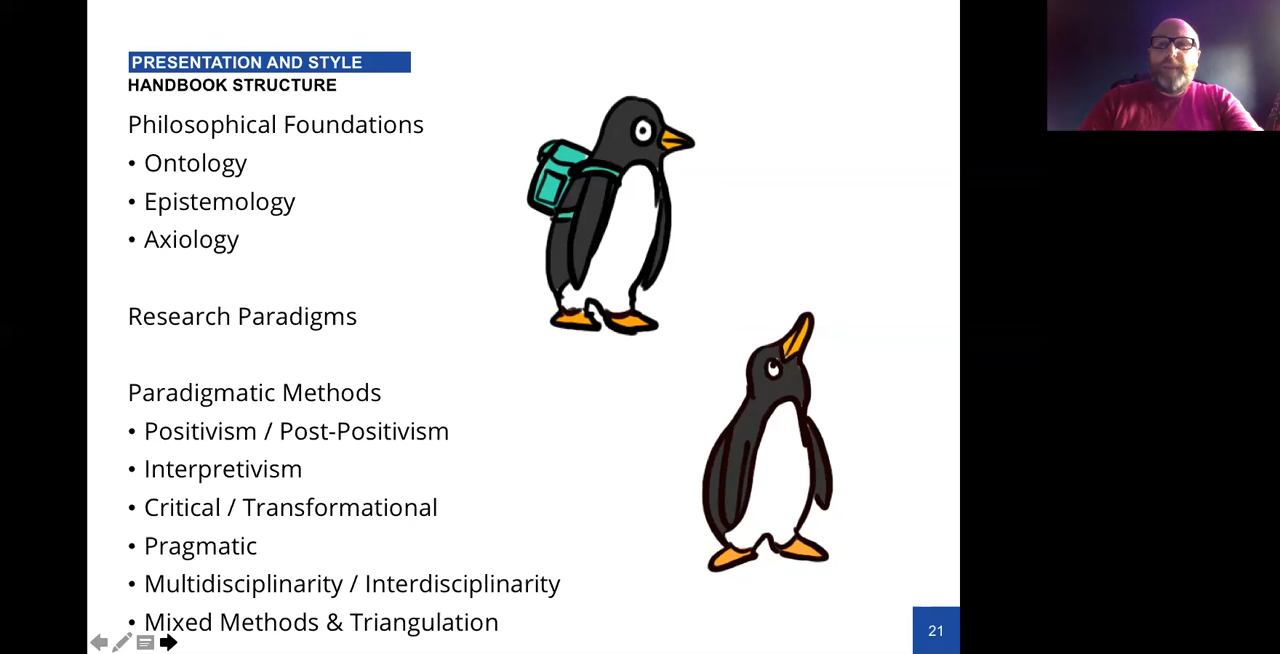 PRESENTATION AND STYLE
HANDBOOK STRUCTURE
Philosophical Foundations
• Ontology
• Epistemology
• Axiology
Research Paradigms
Paradigmatic Methods
• Positivism / Post-Positivism
• Interpretivism
• Critical / Transformational
• Pragmatic
• Multidisciplinarity / Interdisciplinarity
• Mixed Methods & Triangulation
21